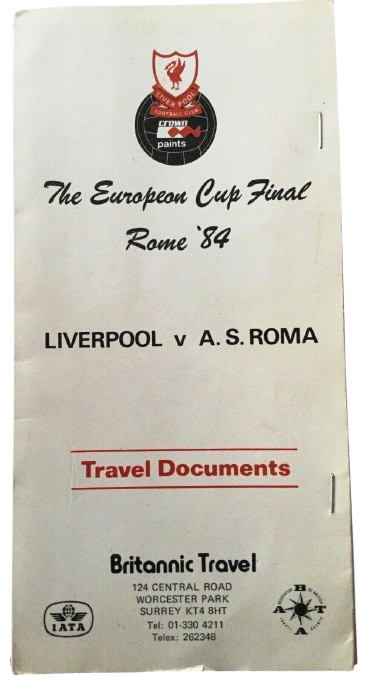 LIVERPOOL
FOOTBALL CLUB
crown
paints
The European Cup Final
Rome '84
LIVERPOOL v A.S. ROMA
Travel Documents
Britannic Travel
124 CENTRAL ROAD
WORCESTER PARK
SURREY KT4 8HT
Tel: 01-330 4211
Telex: 262348
IATA
ABTA